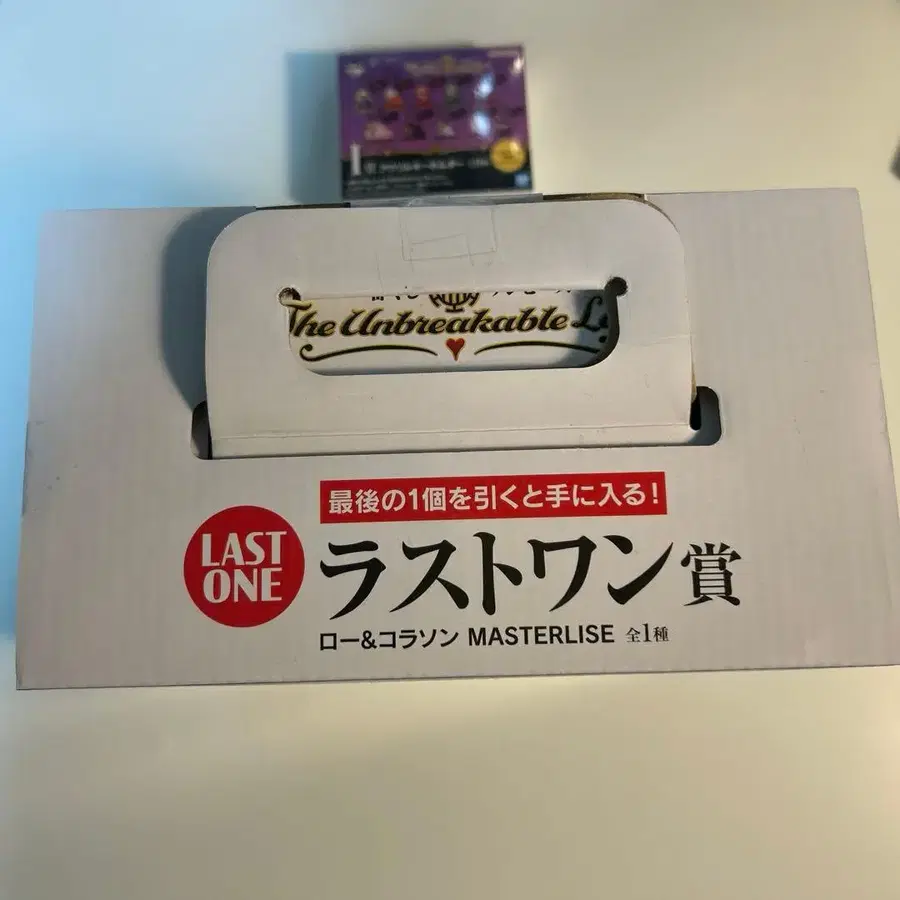 The Unbreakable L
最後の1個を引くと手に入る!
LAST
ONE
ラストワン賞
ロー&コラソン MASTERLISE 全1種